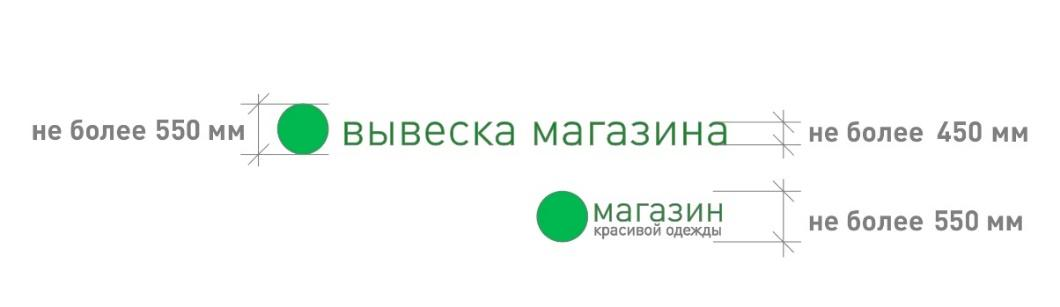 не более 550 мм вывеска магазина не более 450 мм
магазин не более 550 мм
красивой одежды